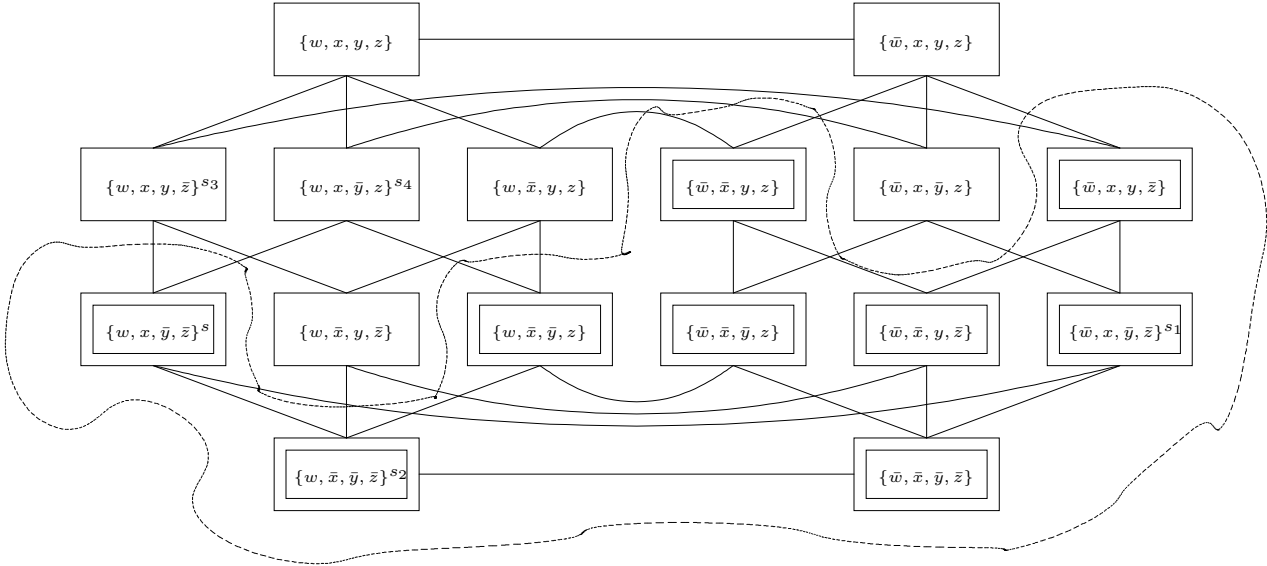 {w, x, y, z} {w̄, x, y, z}
{w, x, y, z̄}^s3 {w, x, ȳ, z}^s4 {w, x̄, y, z} {w̄, x̄, y, z} {w̄, x, ȳ, z} {w̄, x, y, z̄}
{w, x, ȳ, z̄}^s {w, x̄, y, z̄} {w, x̄, ȳ, z} {w̄, x̄, ȳ, z} {w̄, x̄, y, z̄} {w̄, x, ȳ, z̄}^s1
{w, x̄, ȳ, z̄}^s2 {w̄, x̄, ȳ, z̄}